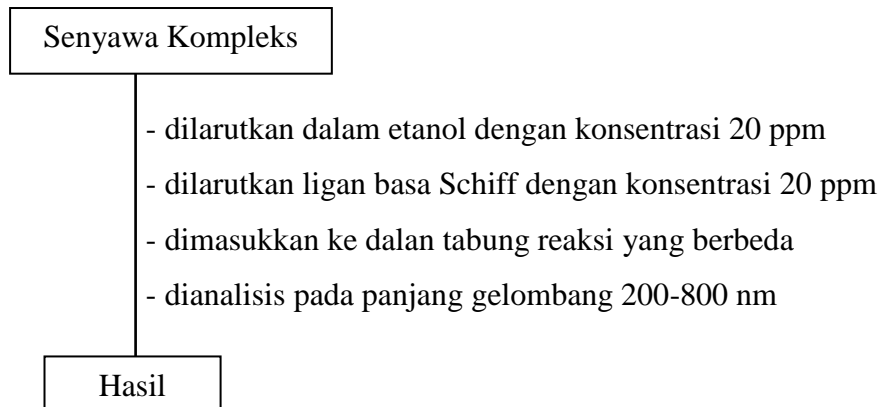 Senyawa Kompleks
- dilarutkan dalam etanol dengan konsentrasi 20 ppm
- dilarutkan ligan basa Schiff dengan konsentrasi 20 ppm
- dimasukkan ke dalan tabung reaksi yang berbeda
- dianalisis pada panjang gelombang 200-800 nm
Hasil